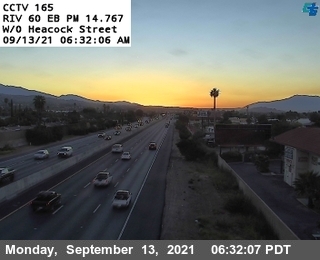 CCTV 165
RIV 60 EB PM 14.767
W/O Heacock Street
09/13/21 06:32:06 AM
Monday, September 13, 2021 06:32:07 PDT